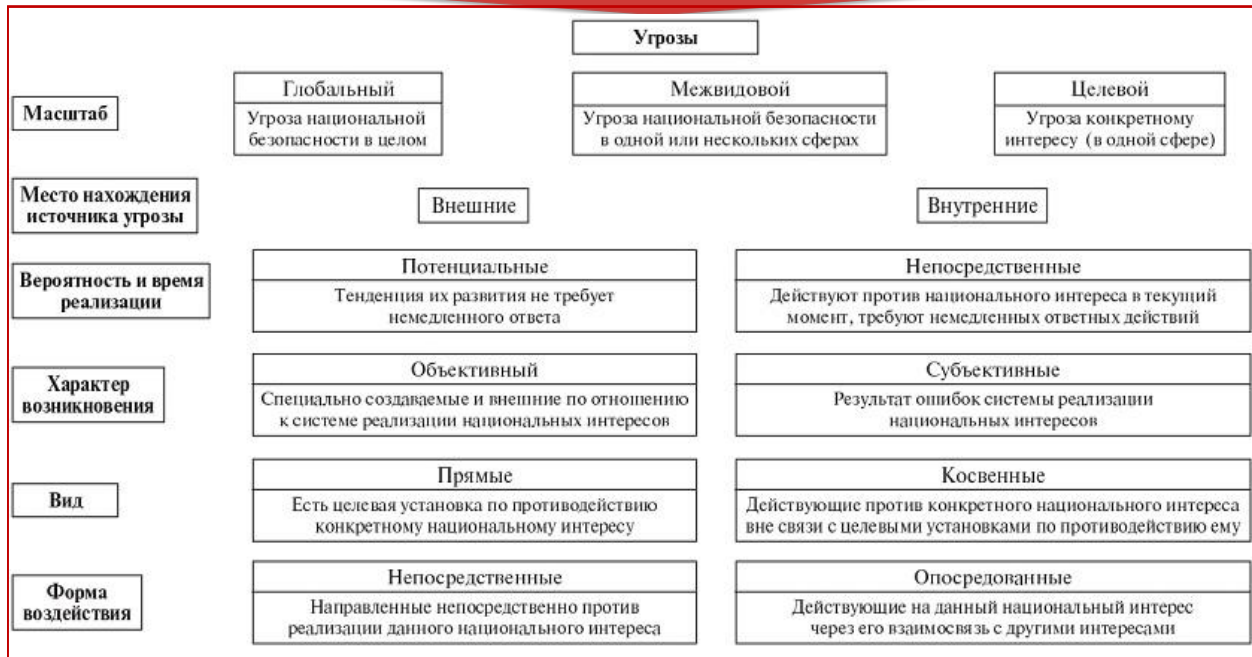 Угрозы
Масштаб
Глобальный
Угроза национальной
безопасности в целом
Межвидовой
Угроза национальной безопасности
в одной или нескольких сферах
Целевой
Угроза конкретному
интересу (в одной сфере)
Место нахождения
источника угрозы
Внешние
Внутренние
Вероятность и время
реализации
Потенциальные
Тенденция их развития не требует
немедленного ответа
Непосредственные
Действуют против национального интереса в текущий
момент, требуют немедленных ответных действий
Характер
возникновения
Объективный
Специально создаваемые и внешние по отношению
к системе реализации национальных интересов
Субъективные
Результат ошибок системы реализации
национальных интересов
Вид
Прямые
Есть целевая установка по противодействию
конкретному национальному интересу
Косвенные
Действующие против конкретного национального интереса
вне связи с целевыми установками по противодействию ему
Форма
воздействия
Непосредственные
Направленные непосредственно против
реализации данного национального интереса
Опосредованные
Действующие на данный национальный интерес
через его взаимосвязь с другими интересами